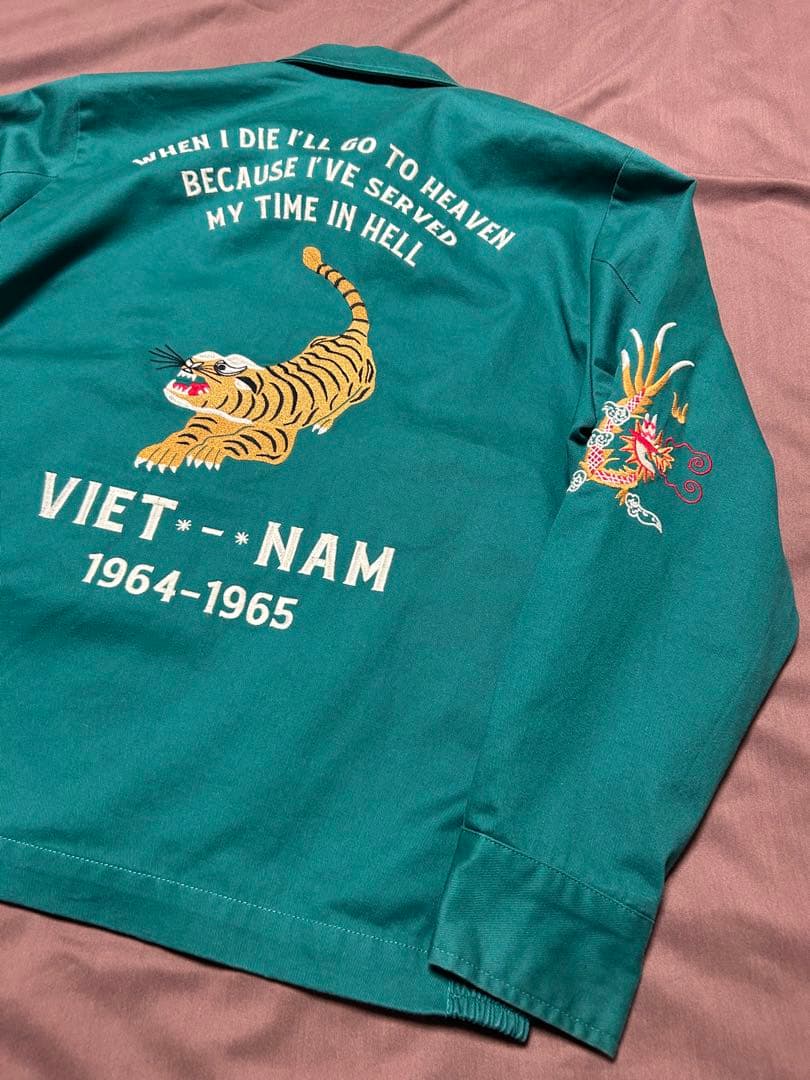 WHEN I DIE I'LL GO TO HEAVEN
BECAUSE I'VE SERVED
MY TIME IN HELL
VIET*-*NAM
1964-1965